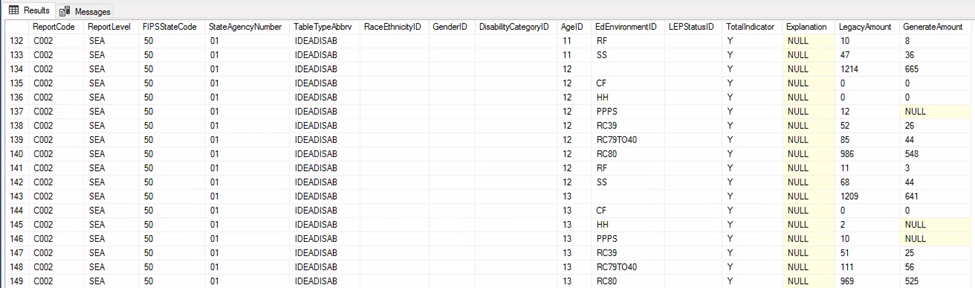 Results Messages
ReportCode ReportLevel FIPSStateCode StateAgencyNumber TableTypeAbbrv RaceEthnicityID GenderID DisabilityCategoryID AgeID EdEnvironmentID LEPStatusID TotalIndicator Explanation LegacyAmount GenerateAmount
132 C002 SEA 50 01 IDEADISAB 11 RF Y NULL 10 8
133 C002 SEA 50 01 IDEADISAB 11 SS Y NULL 47 36
134 C002 SEA 50 01 IDEADISAB 12 Y NULL 1214 665
135 C002 SEA 50 01 IDEADISAB 12 CF Y NULL 0 0
136 C002 SEA 50 01 IDEADISAB 12 HH Y NULL 0 0
137 C002 SEA 50 01 IDEADISAB 12 PPPS Y NULL 12 NULL
138 C002 SEA 50 01 IDEADISAB 12 RC39 Y NULL 52 26
139 C002 SEA 50 01 IDEADISAB 12 RC79TO40 Y NULL 85 44
140 C002 SEA 50 01 IDEADISAB 12 RC80 Y NULL 986 548
141 C002 SEA 50 01 IDEADISAB 12 RF Y NULL 11 3
142 C002 SEA 50 01 IDEADISAB 12 SS Y NULL 68 44
143 C002 SEA 50 01 IDEADISAB 13 Y NULL 1209 641
144 C002 SEA 50 01 IDEADISAB 13 CF Y NULL 0 0
145 C002 SEA 50 01 IDEADISAB 13 HH Y NULL 2 NULL
146 C002 SEA 50 01 IDEADISAB 13 PPPS Y NULL 10 NULL
147 C002 SEA 50 01 IDEADISAB 13 RC39 Y NULL 51 25
148 C002 SEA 50 01 IDEADISAB 13 RC79TO40 Y NULL 111 56
149 C002 SEA 50 01 IDEADISAB 13 RC80 Y NULL 969 525